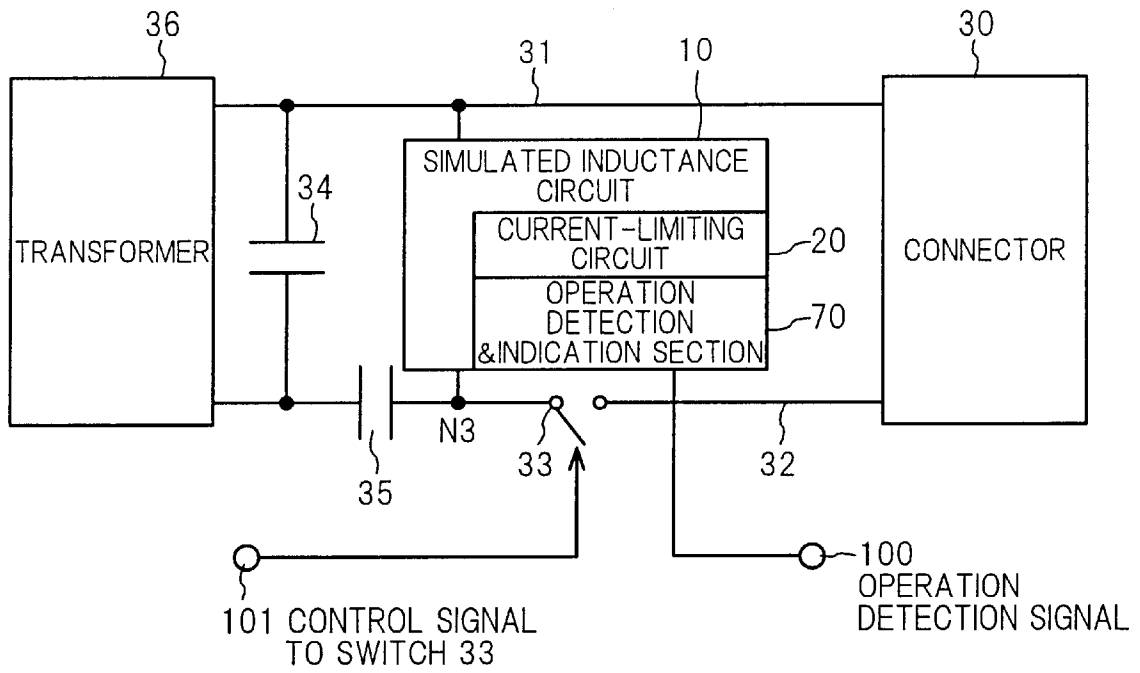 36
30
31
10
SIMULATED INDUCTANCE
CIRCUIT
34
TRANSFORMER
CURRENT-LIMITING
CIRCUIT
20
CONNECTOR
OPERATION
DETECTION
&INDICATION SECTION
70
N3
33
32
35
100
OPERATION
DETECTION SIGNAL
101 CONTROL SIGNAL
TO SWITCH 33